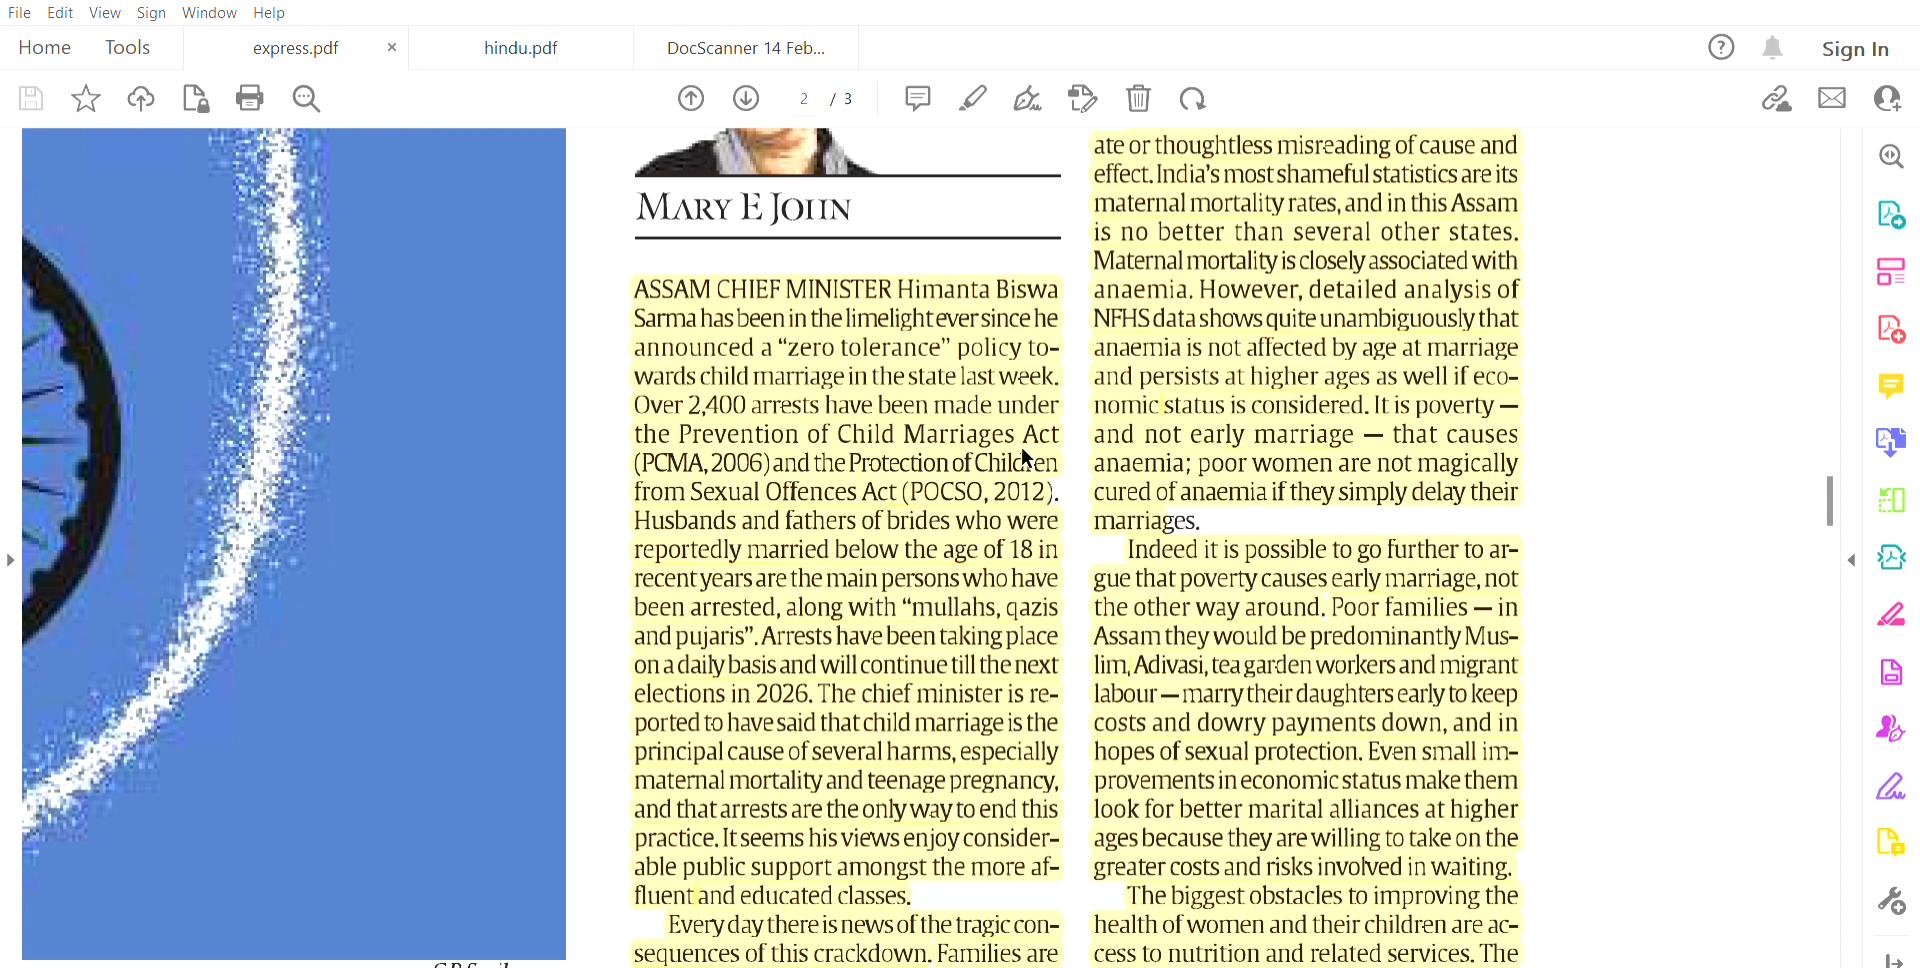 File Edit View Sign Window Help
Home Tools express.pdf × hindu.pdf DocScanner 14 Feb... Sign In
2 / 3
MARY E JOHN
ASSAM CHIEF MINISTER Himanta Biswa
Sarma has been in the limelight ever since he
announced a “zero tolerance” policy to-
wards child marriage in the state last week.
Over 2,400 arrests have been made under
the Prevention of Child Marriages Act
(PCMA, 2006) and the Protection of Children
from Sexual Offences Act (POCSO, 2012).
Husbands and fathers of brides who were
reportedly married below the age of 18 in
recent years are the main persons who have
been arrested, along with “mullahs, qazis
and pujaris”. Arrests have been taking place
on a daily basis and will continue till the next
elections in 2026. The chief minister is re-
ported to have said that child marriage is the
principal cause of several harms, especially
maternal mortality and teenage pregnancy,
and that arrests are the only way to end this
practice. It seems his views enjoy consider-
able public support amongst the more af-
fluent and educated classes.
Every day there is news of the tragic con-
sequences of this crackdown. Families are
ate or thoughtless misreading of cause and
effect. India’s most shameful statistics are its
maternal mortality rates, and in this Assam
is no better than several other states.
Maternal mortality is closely associated with
anaemia. However, detailed analysis of
NFHS data shows quite unambiguously that
anaemia is not affected by age at marriage
and persists at higher ages as well if eco-
nomic status is considered. It is poverty —
and not early marriage — that causes
anaemia; poor women are not magically
cured of anaemia if they simply delay their
marriages.
Indeed it is possible to go further to ar-
gue that poverty causes early marriage, not
the other way around. Poor families — in
Assam they would be predominantly Mus-
lim, Adivasi, tea garden workers and migrant
labour — marry their daughters early to keep
costs and dowry payments down, and in
hopes of sexual protection. Even small im-
provements in economic status make them
look for better marital alliances at higher
ages because they are willing to take on the
greater costs and risks involved in waiting.
The biggest obstacles to improving the
health of women and their children are ac-
cess to nutrition and related services. The